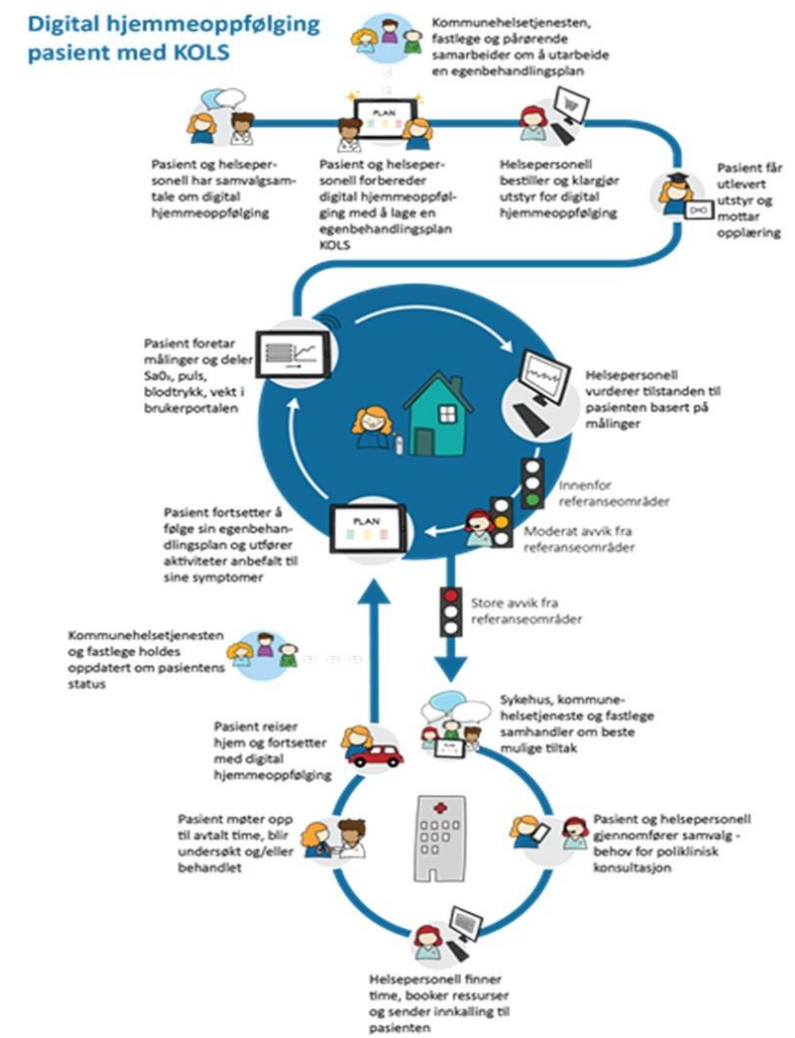 Digital hjemmeoppfølging
pasient med KOLS
Kommunehelsetjenesten,
fastlege og pårørende
samarbeider om å utarbeide
en egenbehandlingsplan
PLAN
Pasient og helseper-
sonell har samvalgsam-
tale om digital
hjemmeoppfølging
Pasient og helseper-
sonell forbereder
digital hjemmeoppføl-
ging med å lage en
egenbehandlingsplan
KOLS
Helsepersonell
bestiller og klargjør
utstyr for digital
hjemmeoppfølging
Pasient får
utlevert
utstyr og
mottar
opplæring
Pasient foretar
målinger og deler
SaO₂, puls,
blodtrykk, vekt i
brukerportalen
Helsepersonell
vurderer tilstanden til
pasienten basert på
målinger
Innenfor
referanseområder
Moderat avvik fra
referanseområder
Pasient fortsetter å
følge sin egenbehan-
dlingsplan og utfører
aktiviteter anbefalt til
sine symptomer
PLAN
Store avvik fra
referanseområder
Kommunehelsetjenesten
og fastlege holdes
oppdatert om pasientens
status
Sykehus, kommune-
helsetjeneste og fastlege
samhandler om beste
mulige tiltak
PLAN
Pasient reiser
hjem og fortsetter
med digital
hjemmeoppfølging
Pasient møter opp
til avtalt time, blir
undersøkt og/eller
behandlet
Pasient og helsepersonell
gjennomfører samvalg -
behov for poliklinisk
konsultasjon
Helsepersonell finner
time, booker ressurser
og sender innkalling til
pasienten